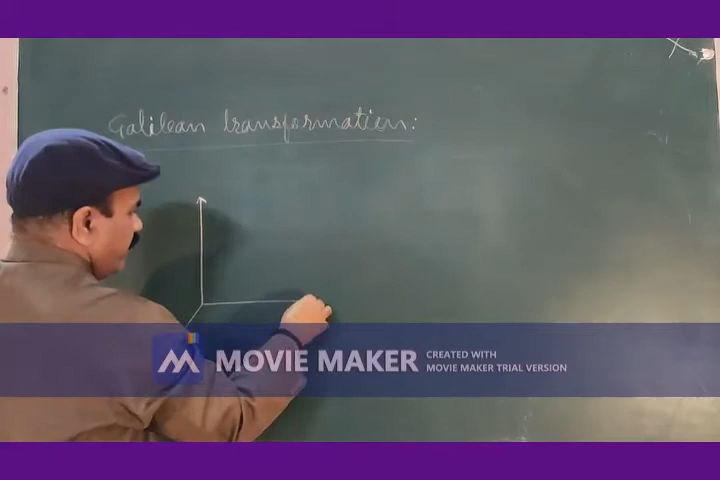 Galilean transformation:
MOVIE MAKER
CREATED WITH
MOVIE MAKER TRIAL VERSION